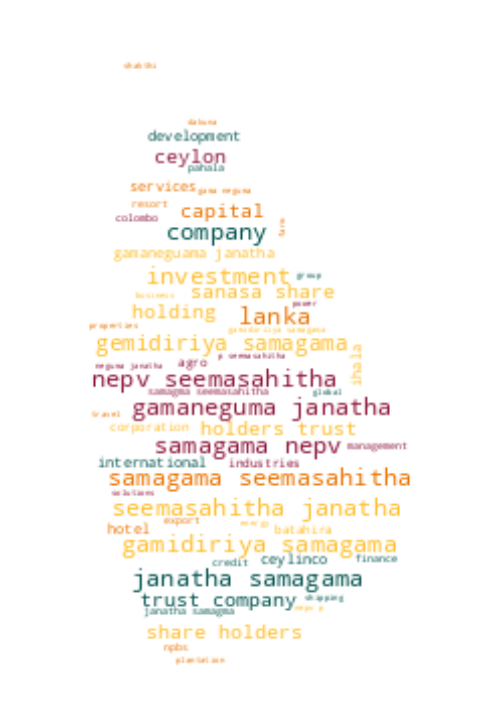 shakthi
dakuna
development
ceylon
pahala
services gama neguma
resort
capital
colombo
company
farm
gamaneguama janatha
investment group
sanasa share
business
power
holding lanka
properties
gemidiriya samagama
gemidiriya samagama
ihala
p seemasahitha
neguma janatha agro
nepv seemasahitha
samagma seemasahitha global
gamaneguma janatha
travel
corporation holders trust
samagama nepv management
international industries
samagama seemasahitha
solutions
seemasahitha janatha
export energy
hotel batahira
gamidiriya samagama
credit ceylinco finance
janatha samagama
trust company shipping
nepv p
janatha samagma
share holders
npbs
plantation